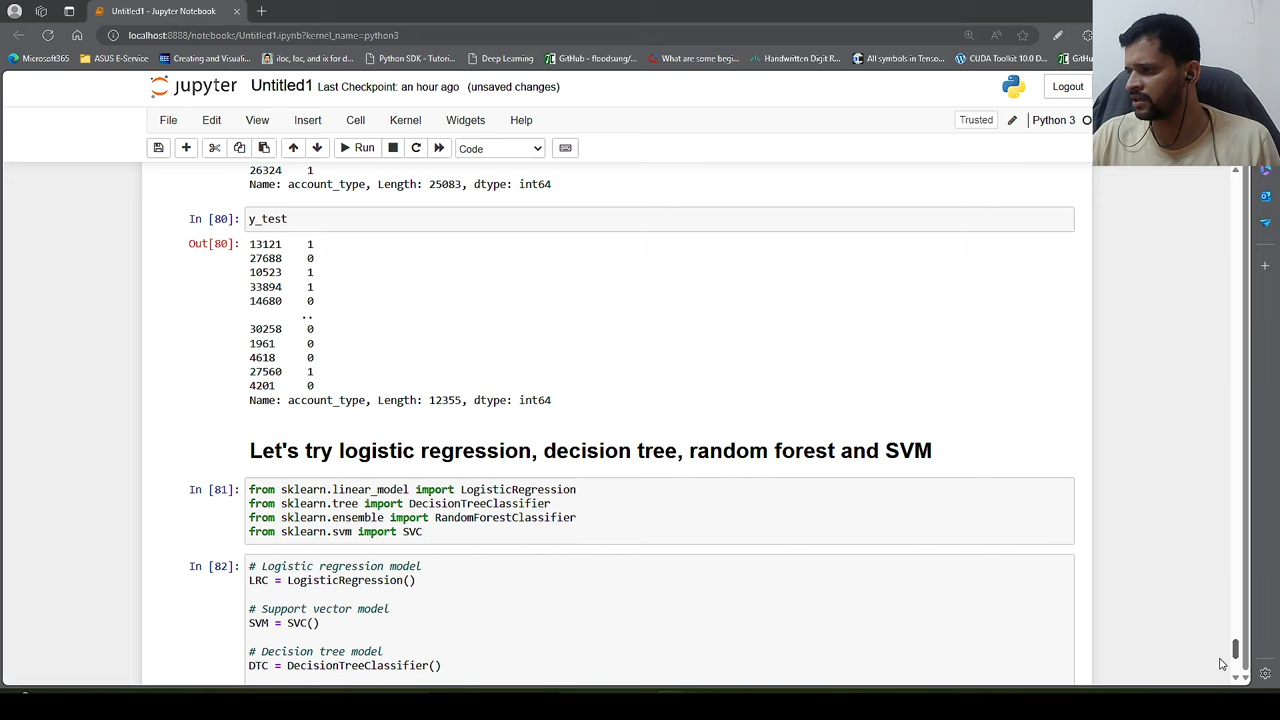 Untitled1 - Jupyter Notebook
localhost:8888/notebooks/Untitled1.ipynb?kernel_name=python3
Microsoft365
ASUS E-Service
Creating and Visuali...
iloc, loc, and ix for d...
Python SDK - Tutori...
Deep Learning
GitHub - floodsung/...
What are some begi...
Handwritten Digit R...
All symbols in Tenso...
CUDA Toolkit 10.0 D...
jupyter Untitled1 Last Checkpoint: an hour ago (unsaved changes)
Logout
File Edit View Insert Cell Kernel Widgets Help
Trusted
Python 3
Run
Code
26324 1
Name: account_type, Length: 25083, dtype: int64
In [80]: y_test
Out[80]: 13121 1
27688 0
10523 1
33894 1
14680 0
..
30258 0
1961 0
4618 0
27560 1
4201 0
Name: account_type, Length: 12355, dtype: int64
Let's try logistic regression, decision tree, random forest and SVM
In [81]: from sklearn.linear_model import LogisticRegression
from sklearn.tree import DecisionTreeClassifier
from sklearn.ensemble import RandomForestClassifier
from sklearn.svm import SVC
In [82]: # Logistic regression model
LRC = LogisticRegression()
# Support vector model
SVM = SVC()
# Decision tree model
DTC = DecisionTreeClassifier()